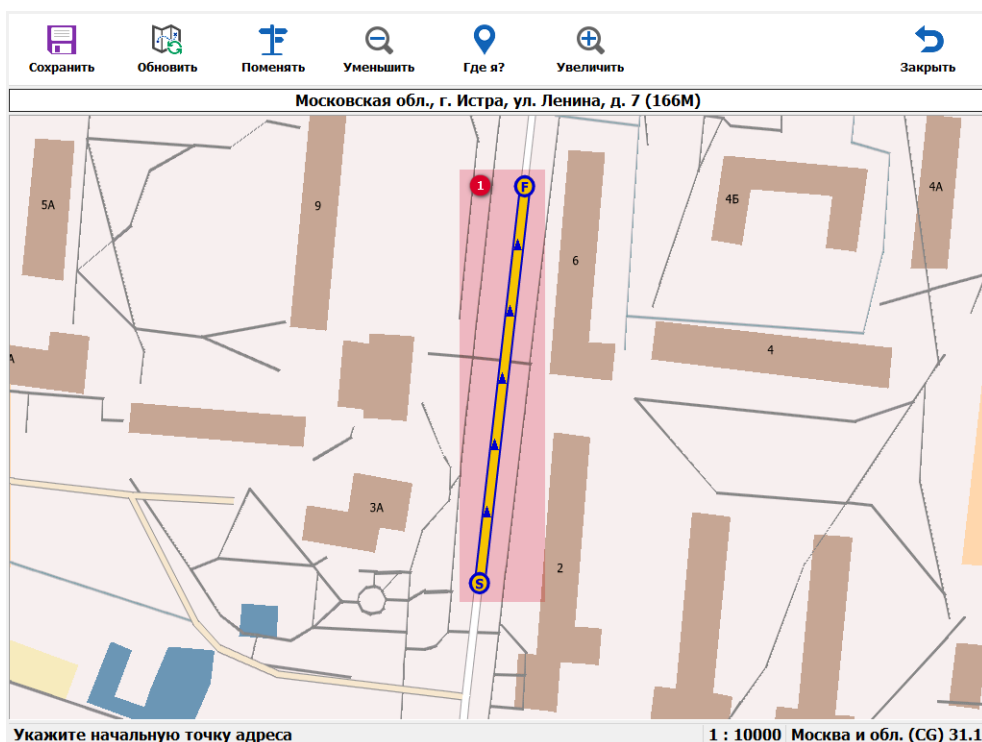 Сохранить Обновить Поменять Уменьшить Где я? Увеличить Закрыть
Московская обл., г. Истра, ул. Ленина, д. 7 (166М)
1 F
5А 9 4Б 4А
6
4
А
3А
2
S
Укажите начальную точку адреса 1 : 10000 Москва и обл. (CG) 31.1